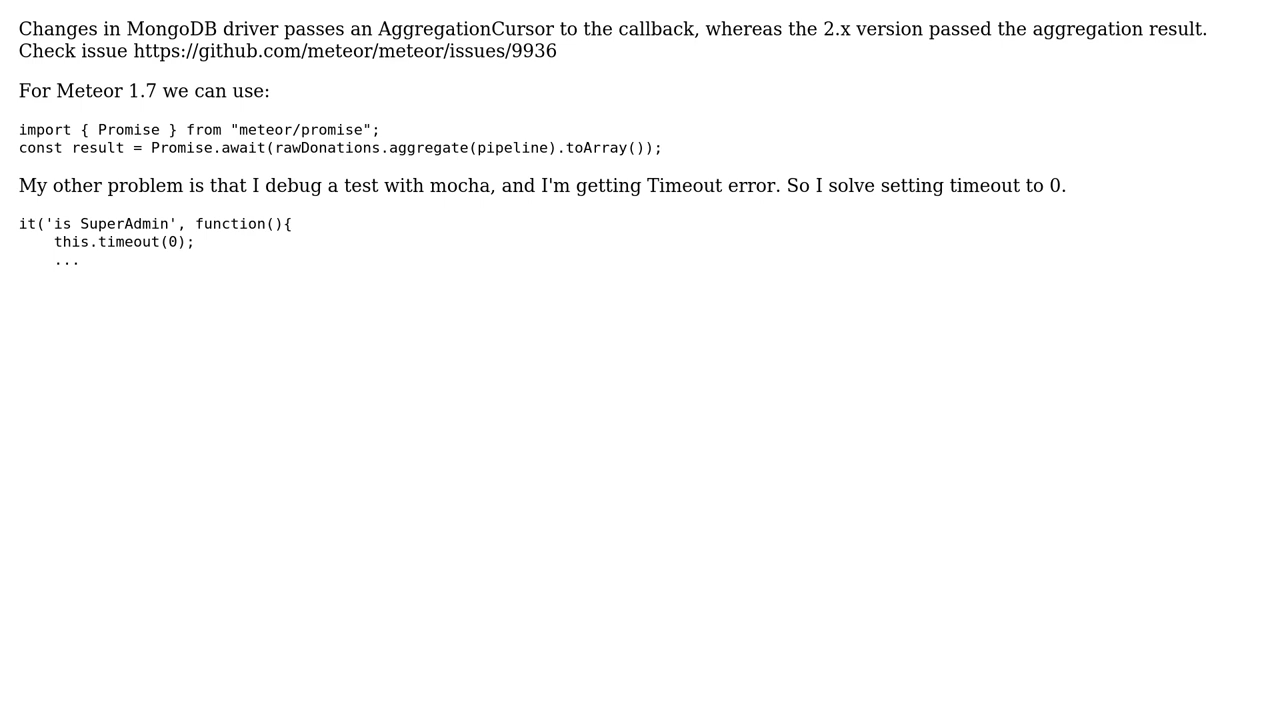 Changes in MongoDB driver passes an AggregationCursor to the callback, whereas the 2.x version passed the aggregation result.
Check issue https://github.com/meteor/meteor/issues/9936
For Meteor 1.7 we can use:
import { Promise } from "meteor/promise";
const result = Promise.await(rawDonations.aggregate(pipeline).toArray());
My other problem is that I debug a test with mocha, and I'm getting Timeout error. So I solve setting timeout to 0.
it('is SuperAdmin', function(){
    this.timeout(0);
    ...